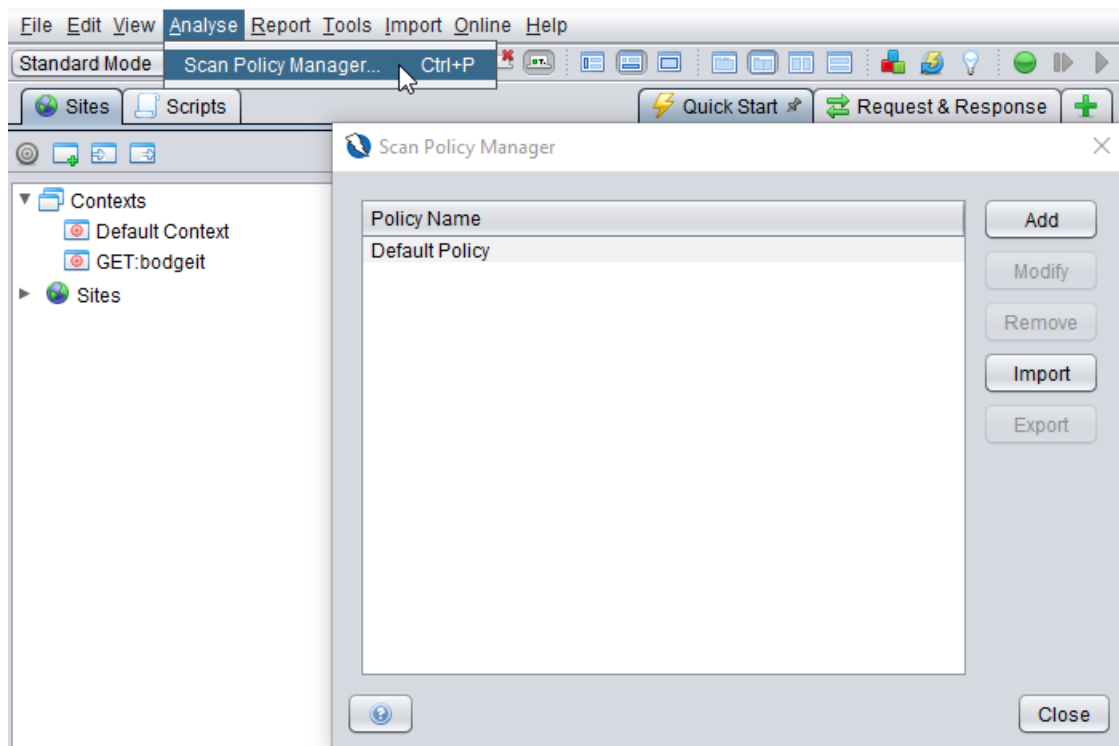 File Edit View Analyse Report Tools Import Online Help
Standard Mode
Scan Policy Manager... Ctrl+P
Sites Scripts Quick Start Request & Response
Scan Policy Manager
Contexts
Default Context
GET:bodgeit
Sites
Policy Name
Default Policy
Add
Modify
Remove
Import
Export
Close